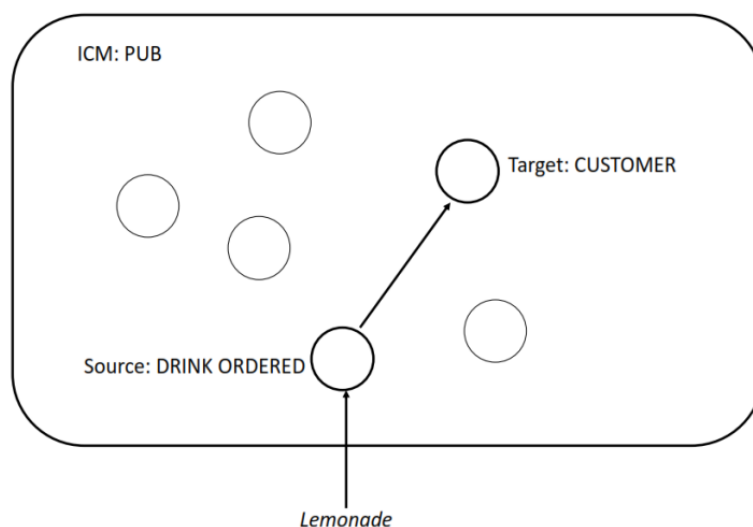 ICM: PUB
Target: CUSTOMER
Source: DRINK ORDERED
Lemonade